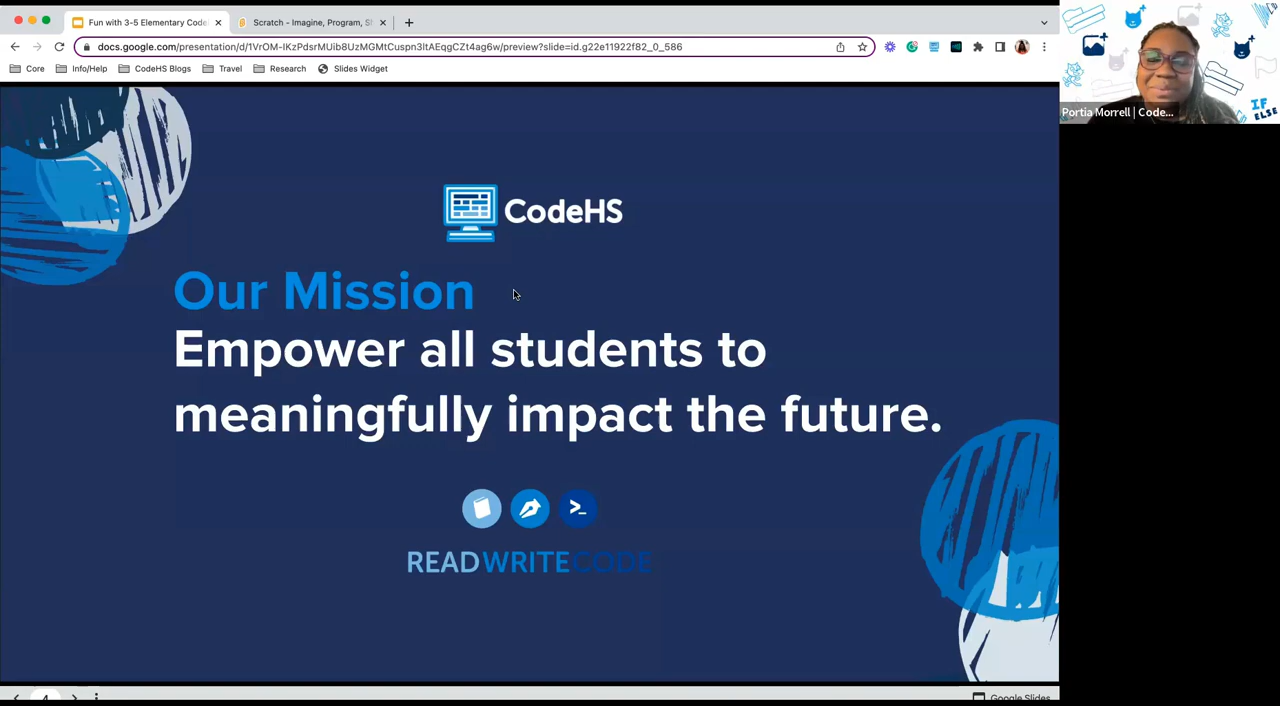 Fun with 3-5 Elementary Code
Scratch - Imagine, Program, Sh
docs.google.com/presentation/d/1VrOM-IKzPdsrMUib8UzMGMtCuspn3ItAEqgCZt4ag6w/preview?slide=id.g22e11922f82_0_586
Core
Info/Help
CodeHS Blogs
Travel
Research
Slides Widget
IF
ELSE
Portia Morrell | Code...
CodeHS
Our Mission
Empower all students to
meaningfully impact the future.
READWRITECODE
4
Google Slides